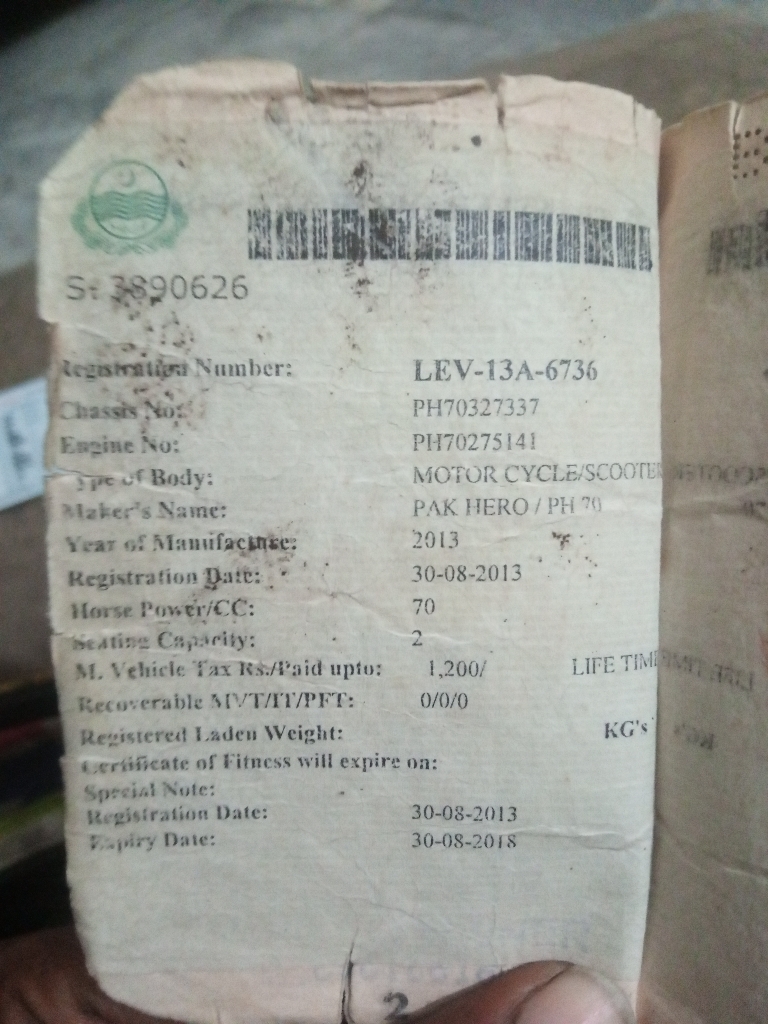 S: 3890626
Registration Number: LEV-13A-6736
Chassis No: PH70327337
Engine No: PH70275141
Type of Body: MOTOR CYCLE/SCOOTER
Maker's Name: PAK HERO / PH 70
Year of Manufacture: 2013
Registration Date: 30-08-2013
Horse Power/CC: 70
Seating Capacity: 2
M. Vehicle Tax Rs./Paid upto: 1,200/ LIFE TIME
Recoverable MVT/IT/PFT: 0/0/0
Registered Laden Weight: KG's
Certificate of Fitness will expire on:
Special Note:
Registration Date: 30-08-2013
Expiry Date: 30-08-2018
2